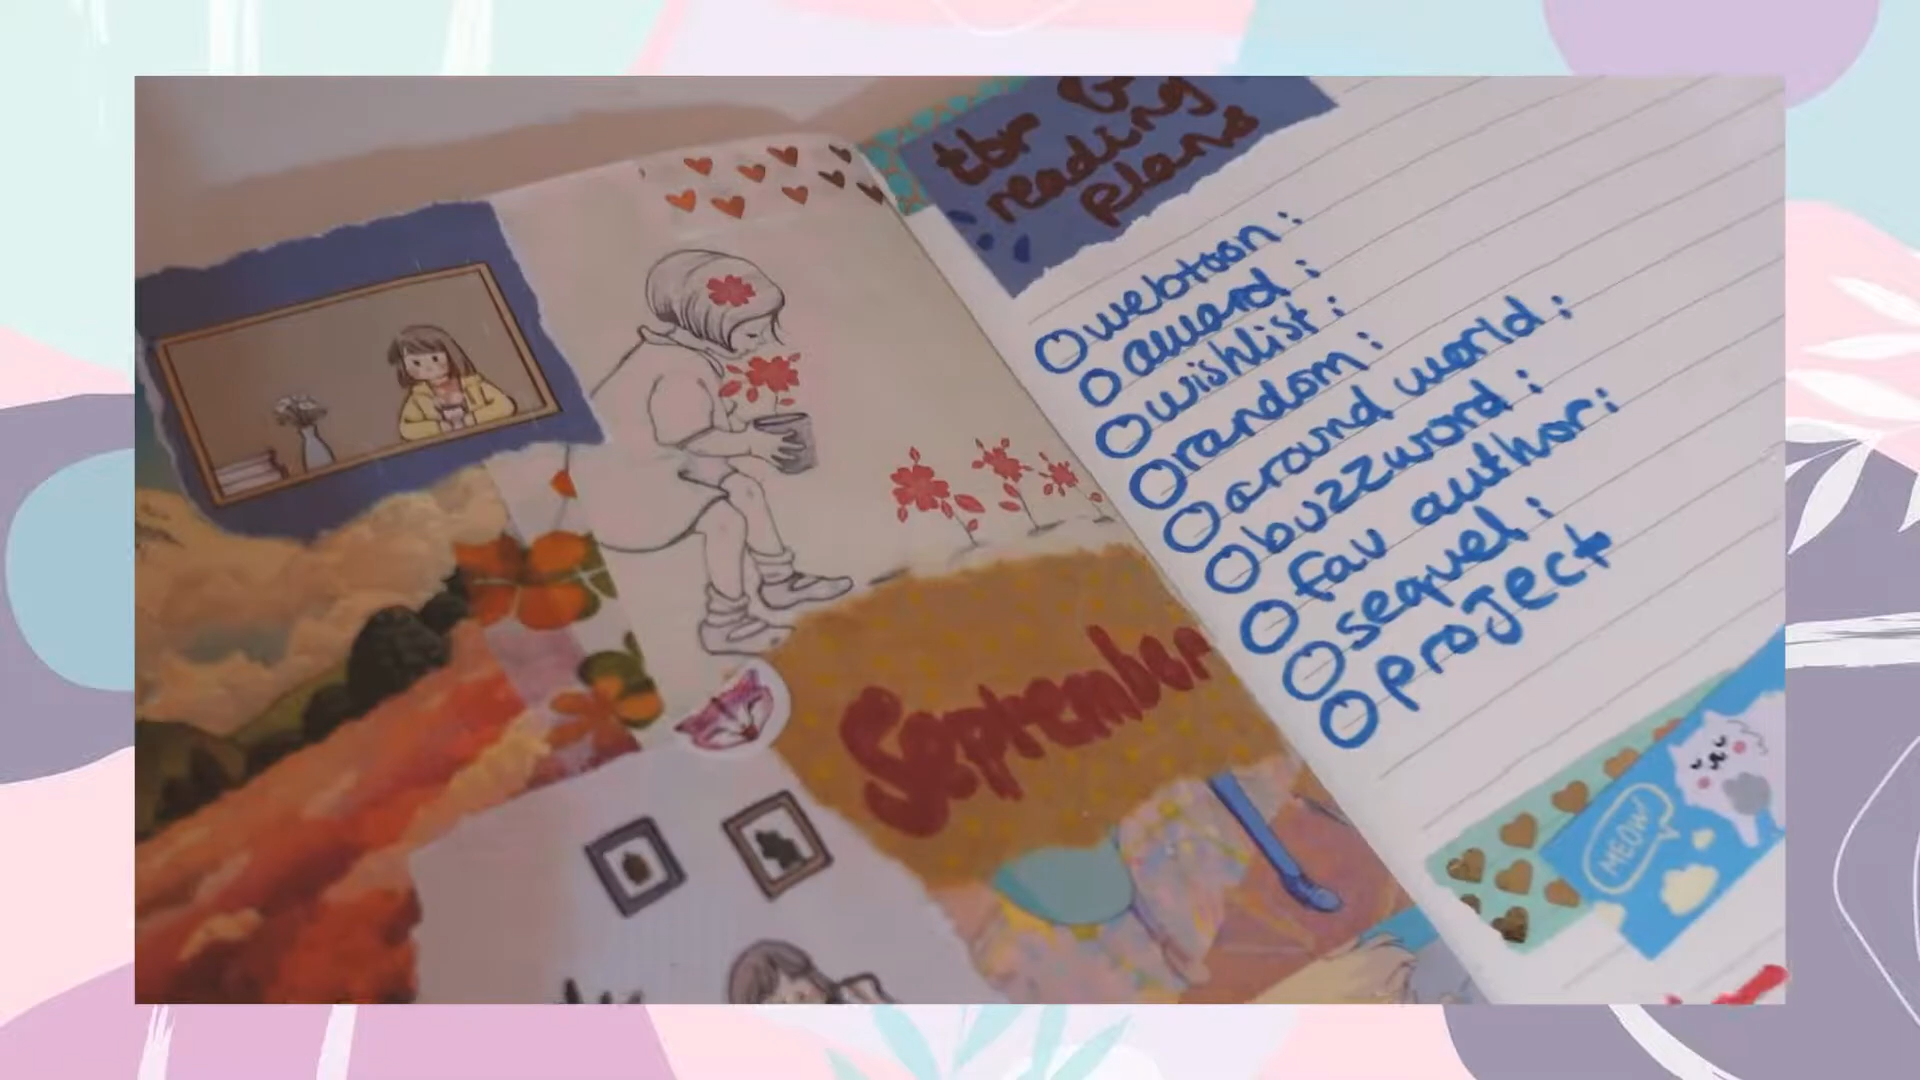 September
tbr &
reading
plans
webtoon:
award:
wishlist:
random:
around world:
buzzword:
fav author:
sequel:
project
MEOW